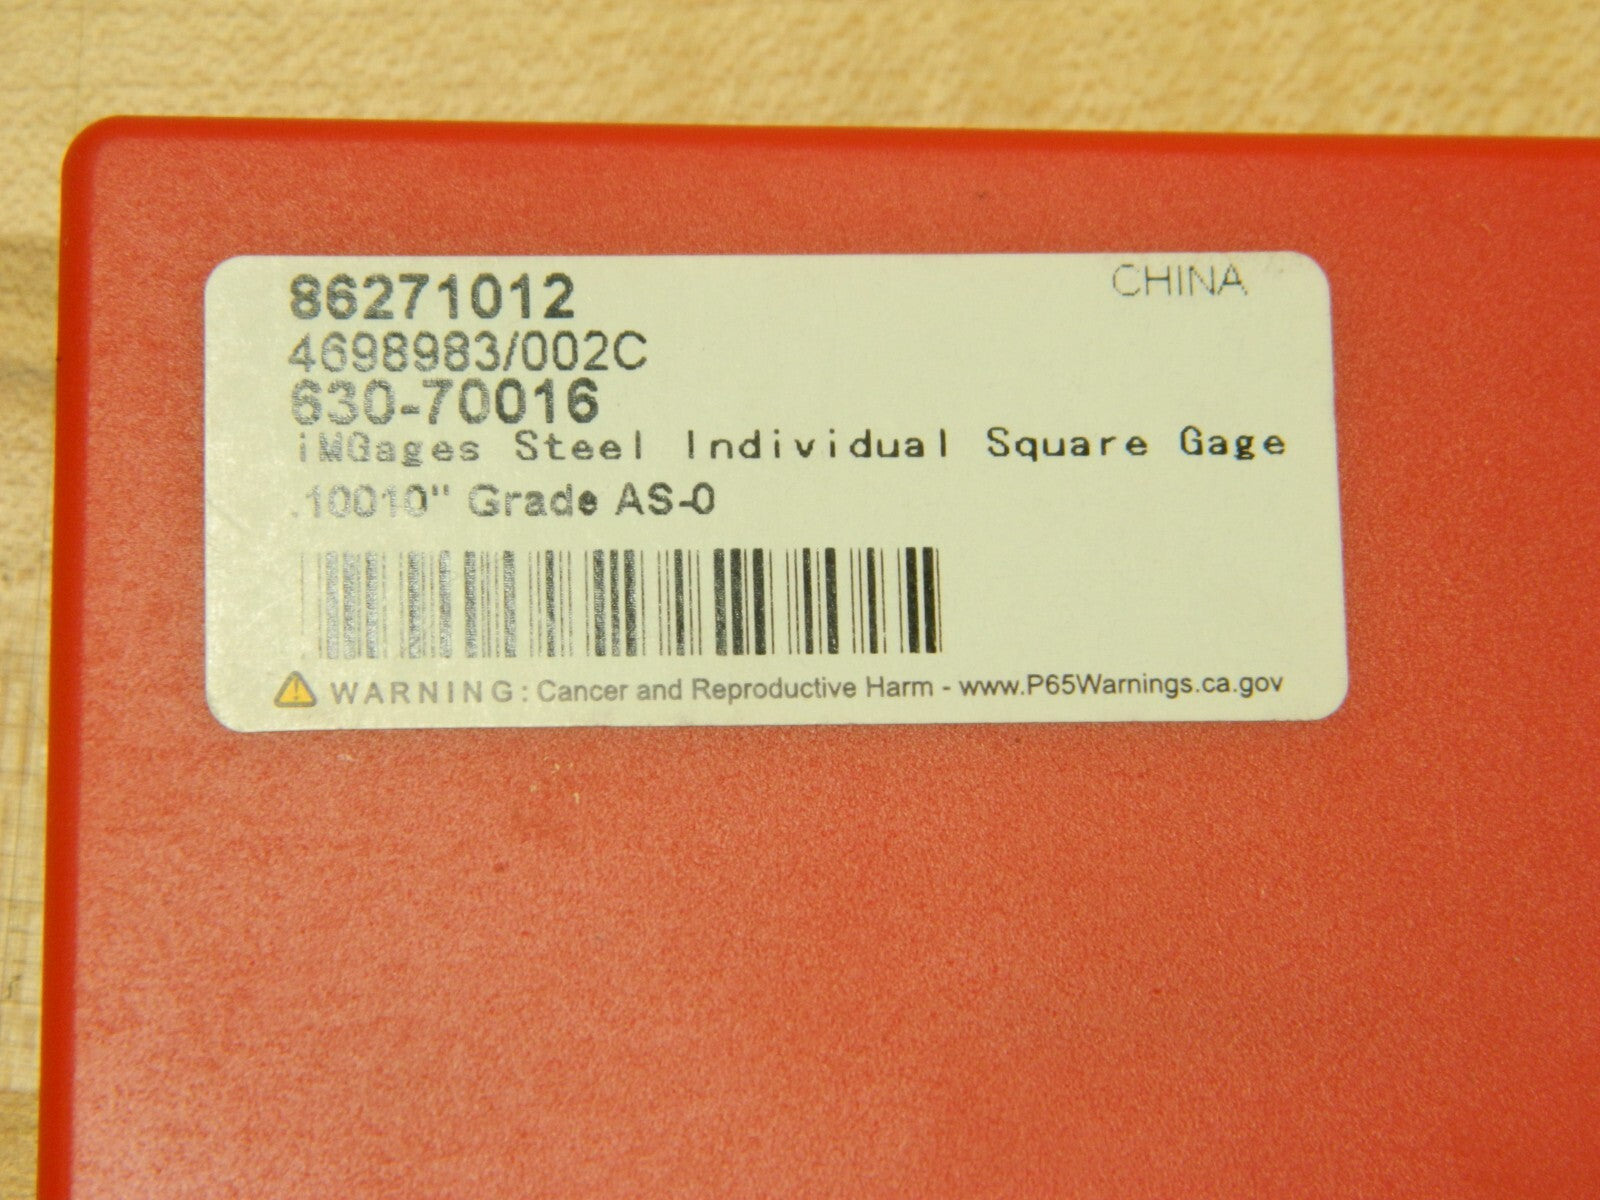 86271012
CHINA
4698983/002C
630-70016
iMGages Steel Individual Square Gage
.10010" Grade AS-0
WARNING: Cancer and Reproductive Harm - www.P65Warnings.ca.gov